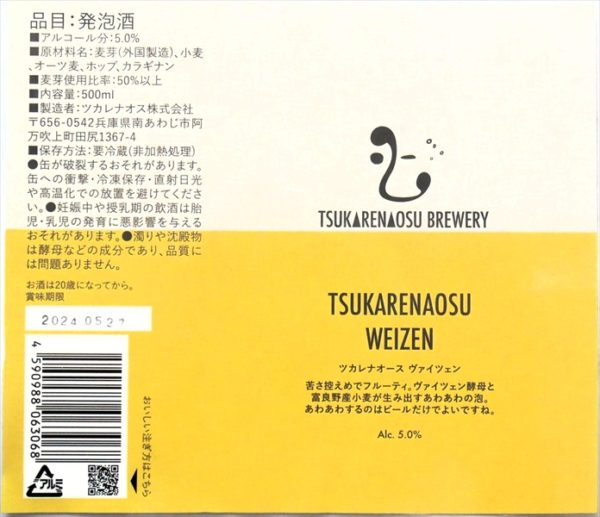 品目：発泡酒
■アルコール分：5.0%
■原材料名：麦芽(外国製造)、小麦
、オーツ麦、ホップ、カラギナン
■麦芽使用比率：50%以上
■内容量：500ml
■製造者：ツカレナオス株式会社
〒656-0542兵庫県南あわじ市阿
万吹上町田尻1367-4
■保存方法：要冷蔵(非加熱処理)
●缶が破裂するおそれがあります。
缶への衝撃・冷凍保存・直射日光
や高温化での放置を避けてくださ
い。●妊娠中や授乳期の飲酒は胎
児・乳児の発育に悪影響を与える
おそれがあります。●濁りや沈殿物
は酵母などの成分であり、品質に
は問題ありません。
お酒は20歳になってから。
賞味期限
2024 05
4 590988 063068
アルミ
おいしい注ぎ方はこちら
TSUKARENAOSU BREWERY
TSUKARENAOSU
WEIZEN
ツカレナオース ヴァイツェン
苦さ控えめでフルーティ。ヴァイツェン酵母と
富良野産小麦が生み出すあわあわの泡。
あわあわするのはビールだけでよいですね。
Alc. 5.0%